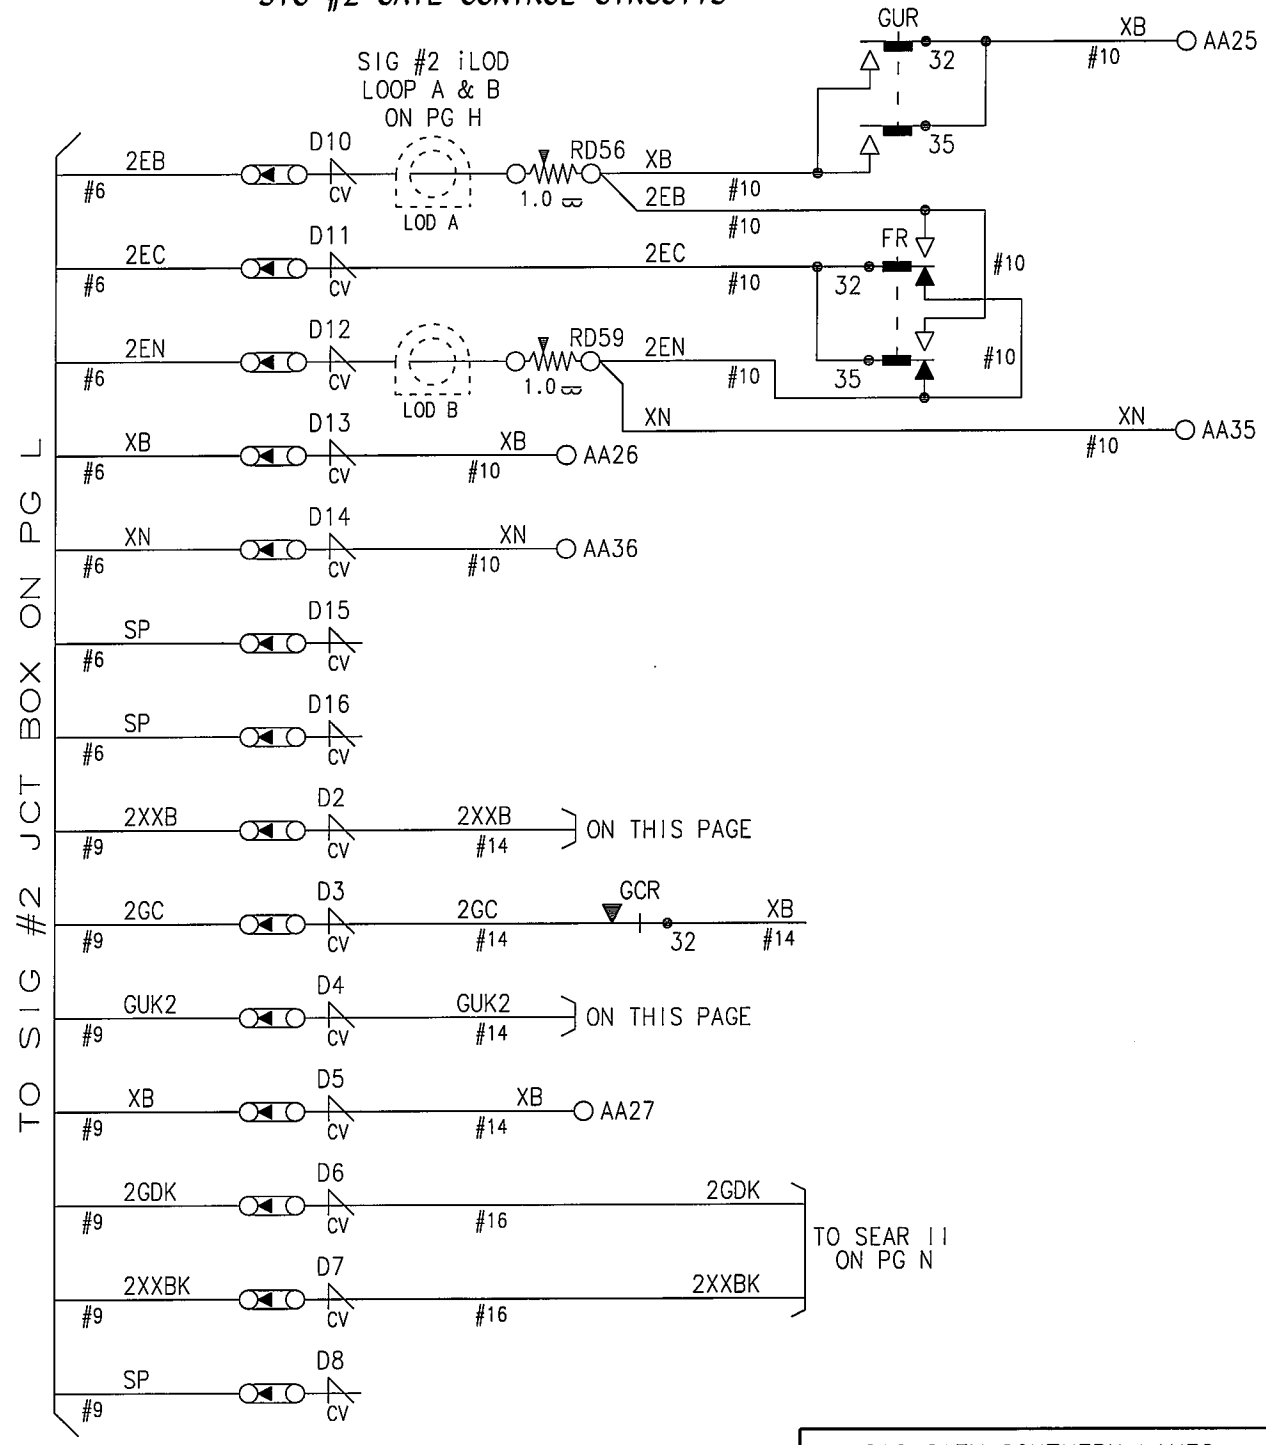 SIG #2 GATE CONTROL CIRCUITS
GUR
XB
AA25
#10
32
35
SIG #2 iLOD
LOOP A & B
ON PG H
2EB
#6
D10
CV
LOD A
RD56
1.0
XB
#10
2EB
#10
2EC
#6
D11
CV
2EC
#10
FR
32
#10
2EN
#6
D12
CV
LOD B
RD59
1.0
2EN
#10
35
#10
XN
XN
AA35
#10
XB
#6
D13
CV
XB
#10
AA26
XN
#6
D14
CV
XN
#10
AA36
SP
#6
D15
CV
SP
#6
D16
CV
2XXB
#9
D2
CV
2XXB
#14
ON THIS PAGE
2GC
#9
D3
CV
2GC
#14
GCR
32
XB
#14
GUK2
#9
D4
CV
GUK2
#14
ON THIS PAGE
XB
#9
D5
CV
XB
#14
AA27
2GDK
#9
D6
CV
#16
2GDK
TO SEAR II
ON PG N
2XXBK
#9
D7
CV
#16
2XXBK
SP
#9
D8
CV
TO SIG #2 JCT BOX ON PG L